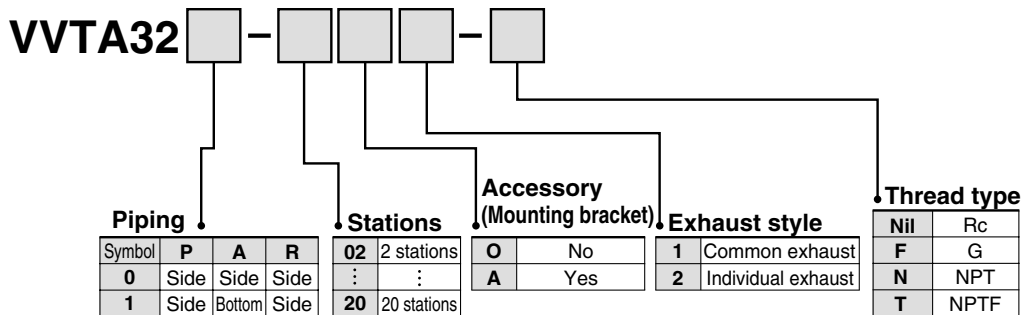 VVTA32 – –
Piping
Symbol P A R
0 Side Side Side
1 Side Bottom Side
Stations
02 2 stations
⋮ ⋮
20 20 stations
Accessory
(Mounting bracket)
O No
A Yes
Exhaust style
1 Common exhaust
2 Individual exhaust
Thread type
Nil Rc
F G
N NPT
T NPTF